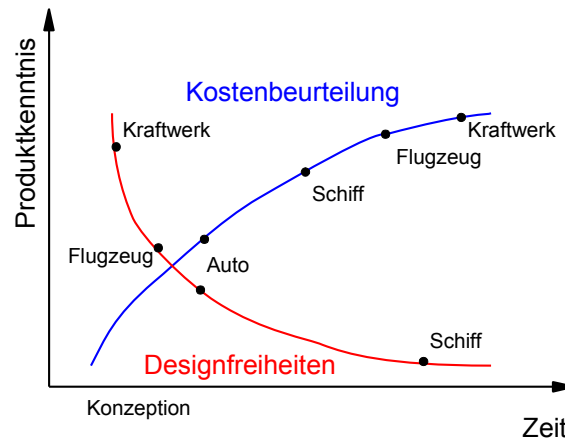 Produktkenntnis
Kostenbeurteilung
Kraftwerk
Kraftwerk
Flugzeug
Schiff
Flugzeug
Auto
Schiff
Designfreiheiten
Konzeption
Zeit